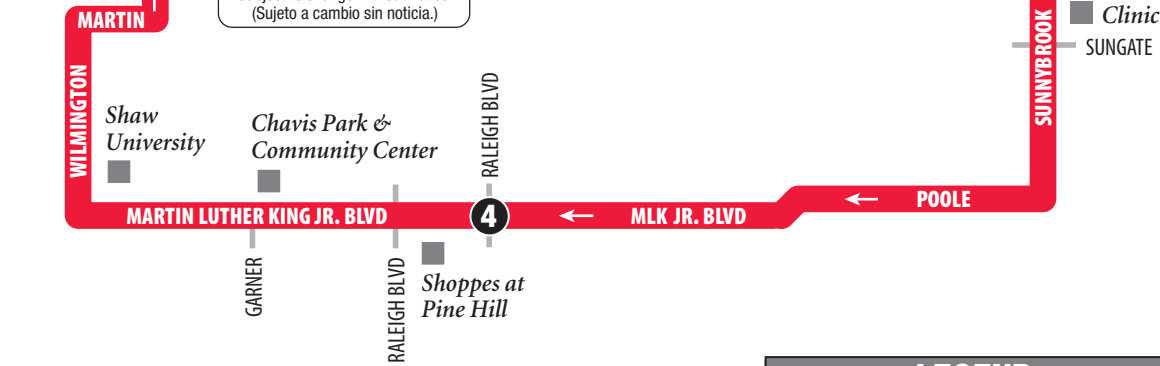 MARTIN
(Sujeto a cambio sin noticia.)
Clinic
SUNGATE
SUNNYBROOK
WILMINGTON
Shaw
University
Chavis Park &
Community Center
RALEIGH BLVD
MARTIN LUTHER KING JR. BLVD
4
← MLK JR. BLVD
← POOLE
GARNER
RALEIGH BLVD
Shoppes at
Pine Hill
LEGEND